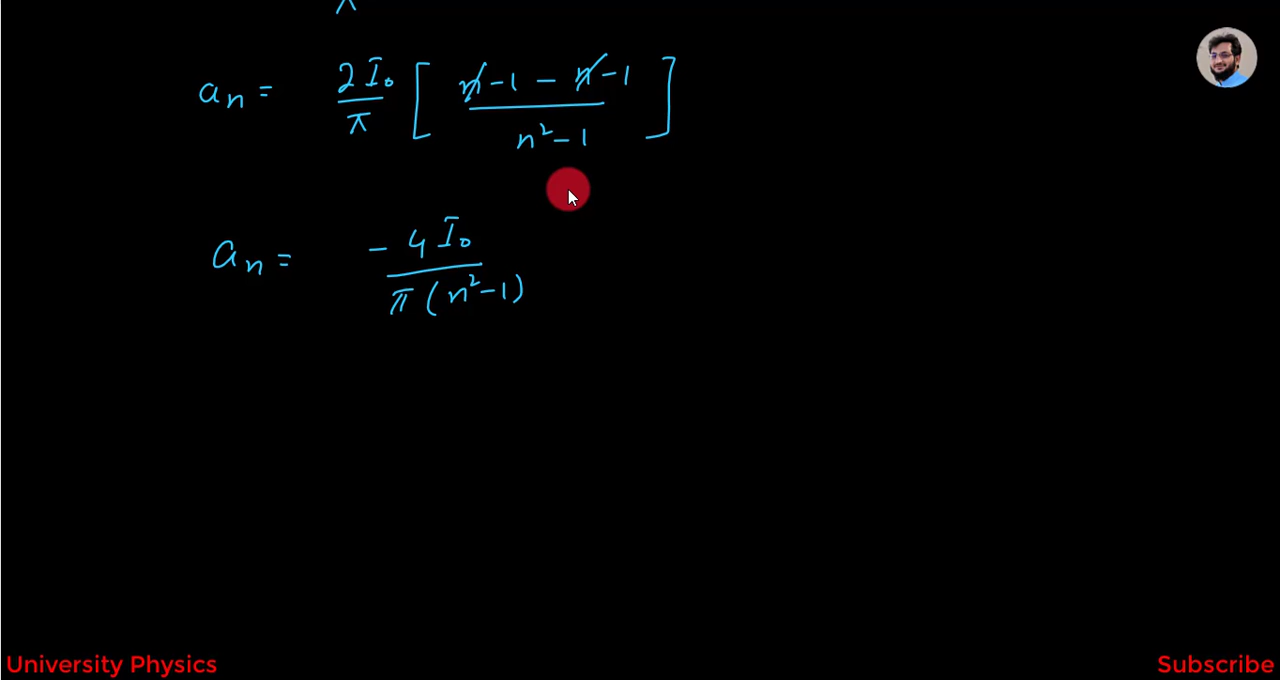 π
aₙ = 2I₀/π [ (n-1 - n-1)/(n²-1) ]
aₙ = -4I₀/π(n²-1)
University Physics
Subscribe